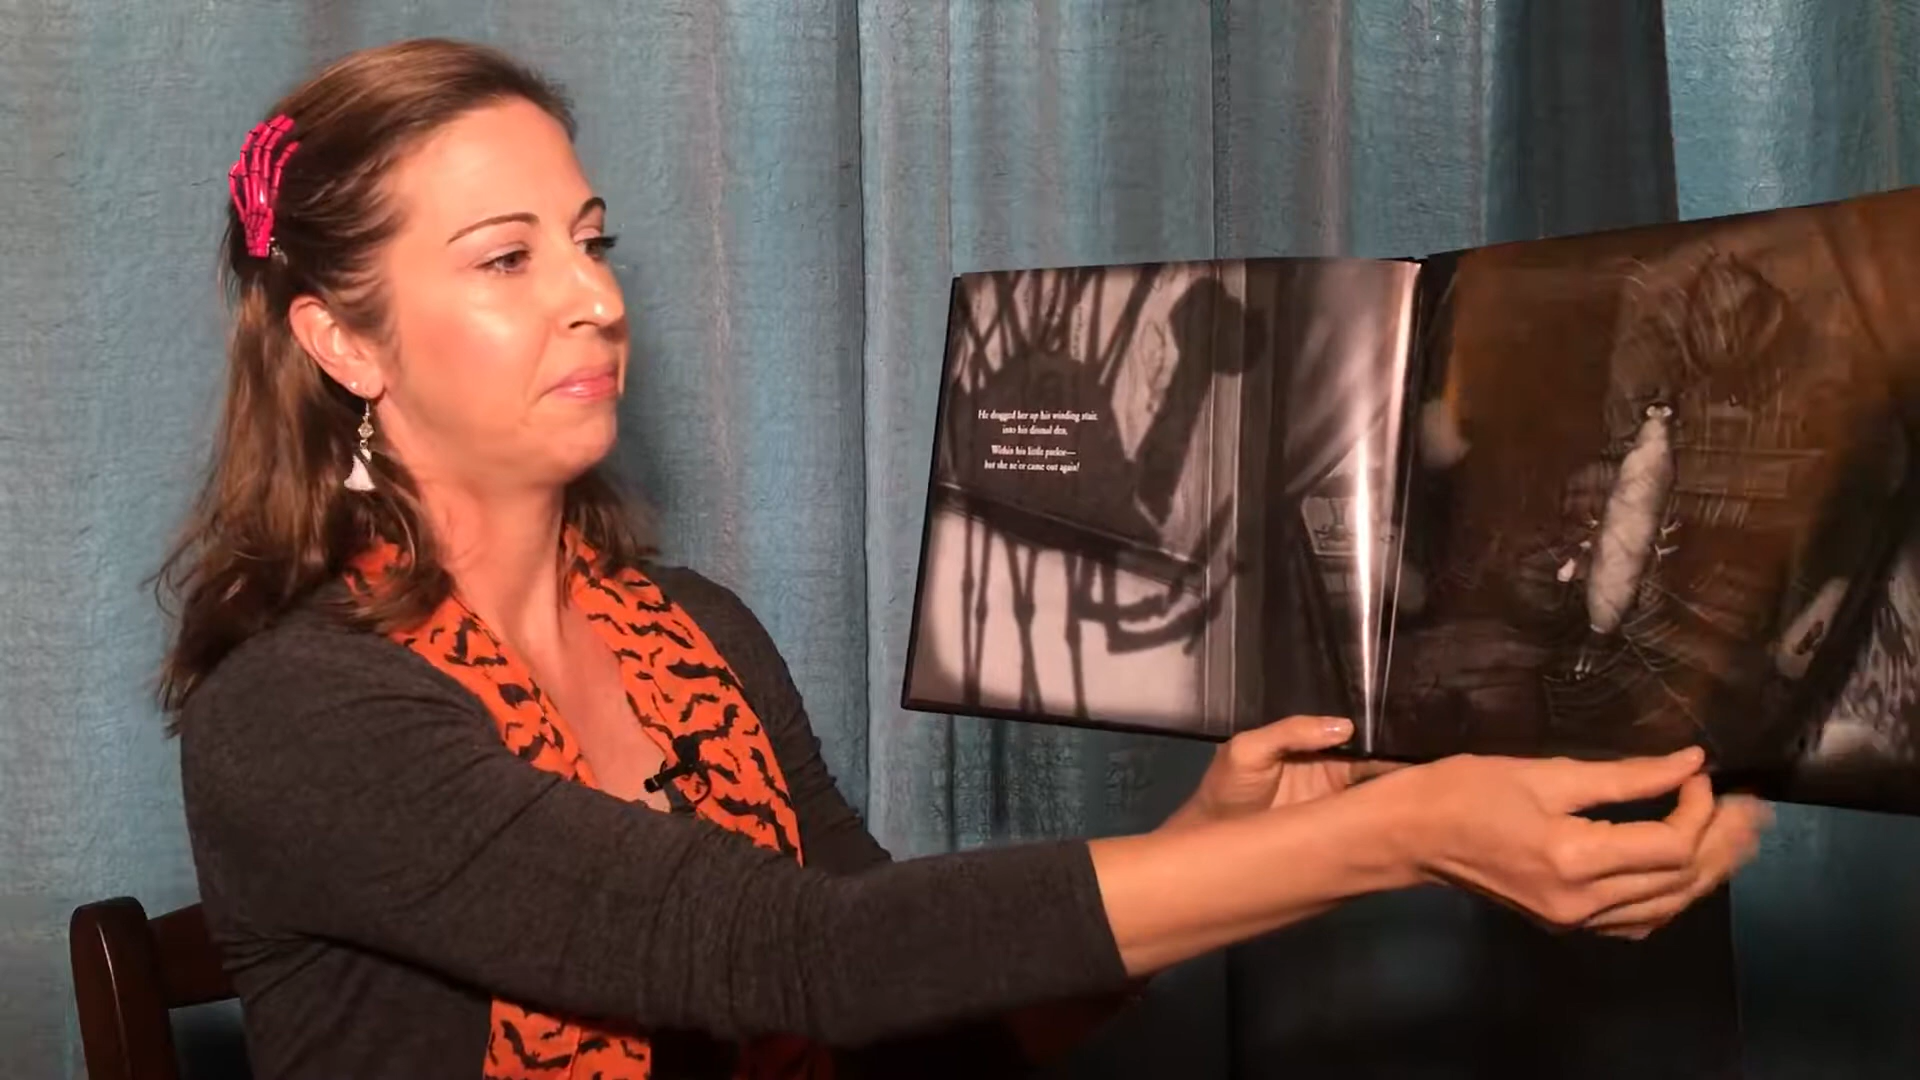 He dragged her up his winding stair,
into his dismal den,
Within his little parlor—
but she ne'er came out again!